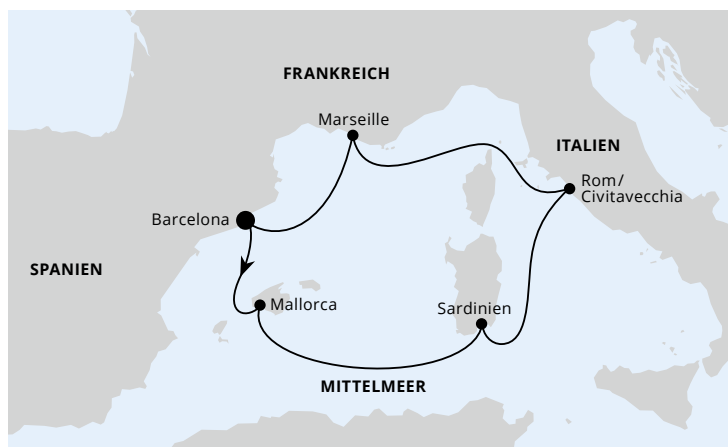 FRANKREICH
Marseille
ITALIEN
Rom/
Civitavecchia
Barcelona
SPANIEN
Mallorca
Sardinien
MITTELMEER